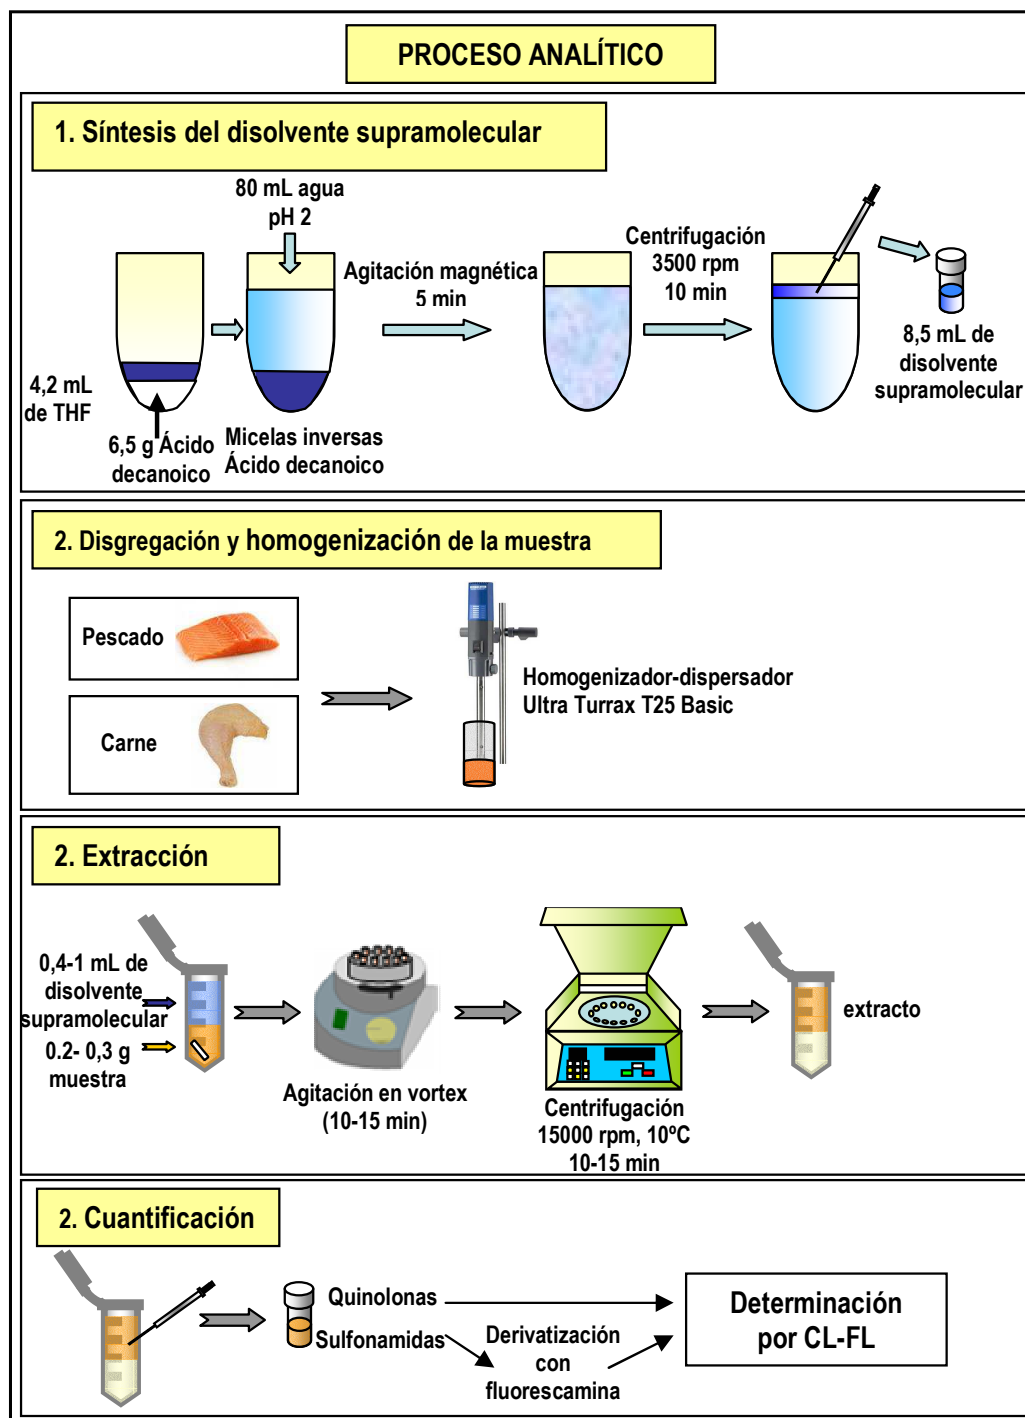 PROCESO ANALÍTICO
1. Síntesis del disolvente supramolecular
80 mL agua
pH 2
Agitación magnética
5 min
Centrifugación
3500 rpm
10 min
8,5 mL de
disolvente
supramolecular
4,2 mL
de THF
6,5 g Ácido
decanoico
Micelas inversas
Ácido decanoico
2. Disgregación y homogenización de la muestra
Pescado
Carne
Homogenizador-dispersador
Ultra Turrax T25 Basic
2. Extracción
0,4-1 mL de
disolvente
supramolecular
0.2- 0,3 g
muestra
Agitación en vortex
(10-15 min)
Centrifugación
15000 rpm, 10ºC
10-15 min
extracto
2. Cuantificación
Quinolonas
Sulfonamidas
Derivatización
con
fluorescamina
Determinación
por CL-FL